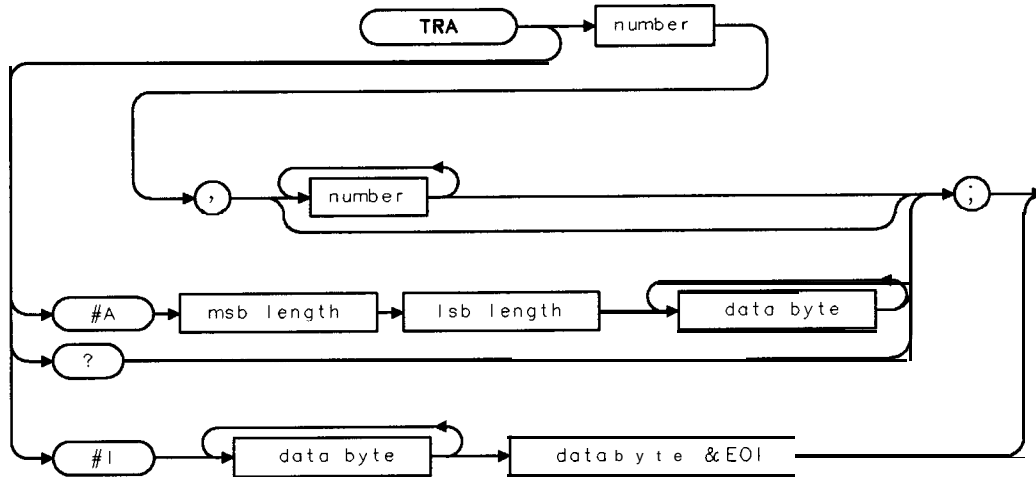 TRA number
, number ;
#A msb length lsb length data byte
?
#I data byte databyte &EOI